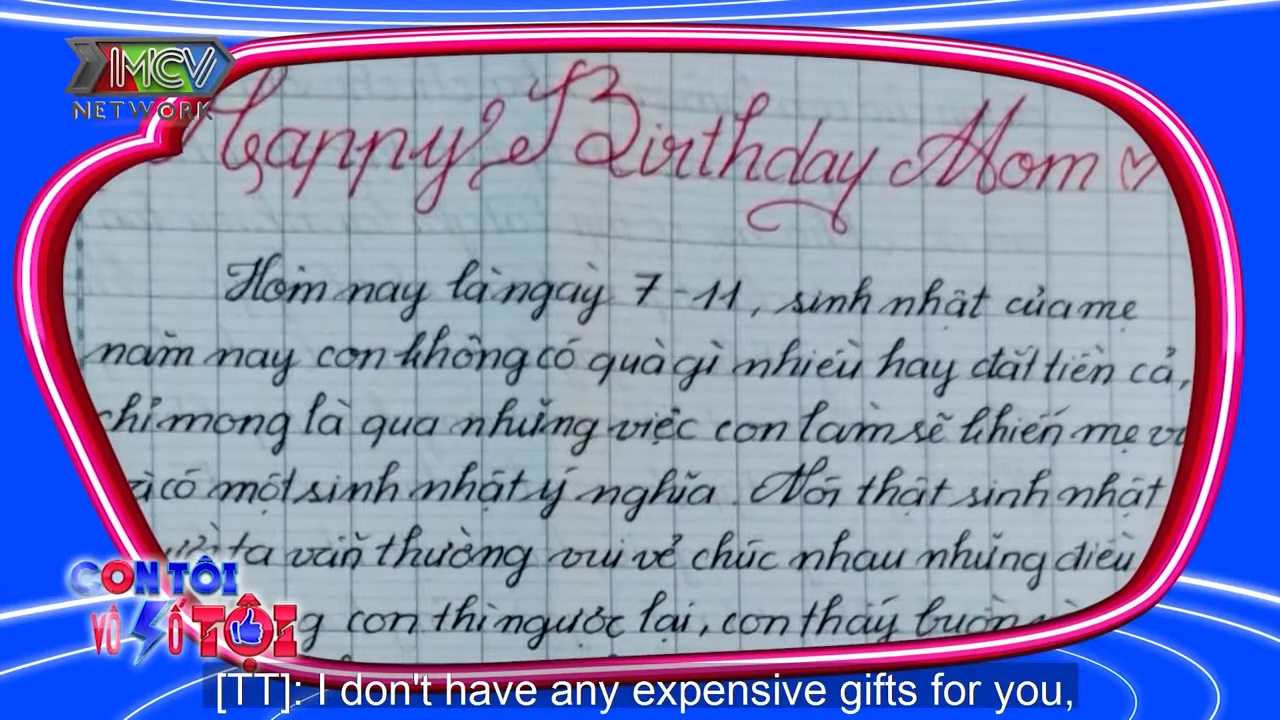 MCV
NETWORK
Happy Birthday Mom
Hôm nay là ngày 7-11, sinh nhật của mẹ
năm nay con không có quà gì nhiều hay đắt tiền cả,
chỉ mong là qua những việc con làm sẽ khiến mẹ
có một sinh nhật ý nghĩa. Nói thật sinh nhật
ta vẫn thường vui vẻ chúc nhau những điều
con thì ngược lại, con thấy buồn
CON TÔI
VÔ SỐ TỘI
[TT]: I don't have any expensive gifts for you,